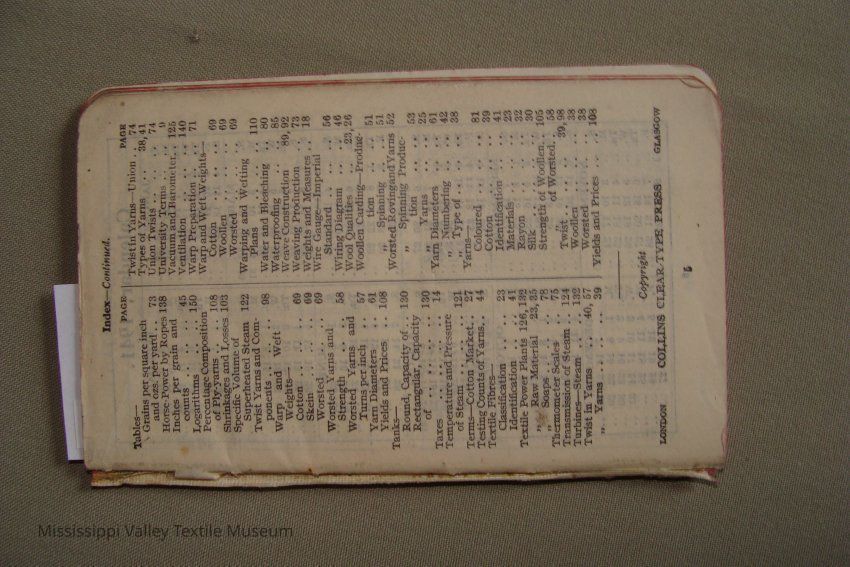 Index—Continued.
PAGE
Tables—
Grains per square inch
and ozs. per yard .. 73
Horse Power by Ropes 138
Inches per grain and
counts .. .. .. 45
Logarithms .. .. 150
Percentage Composition
of Ply-yarns .. .. 108
Shrinkages and Losses 103
Specific Volume of
Superheated Steam 122
Twist Yarns and Com-
ponents .. .. .. 98
Warp and Weft
Weights—
Cotton .. .. .. 69
Skein .. .. .. 69
Worsted .. .. .. 69
Worsted Yarns and
Strength .. .. 58
Worsted Yarns and
Turns per inch .. 57
Yarn Diameters .. 61
Yields and Prices .. 108
Tanks—
Round, Capacity of .. 130
Rectangular, Capacity
of .. .. .. .. 130
Taxes .. .. .. .. 14
Temperature and Pressure
of Steam .. .. .. 121
Terms—Cotton Market.. 27
Testing Counts of Yarns.. 44
Textile Fibres—
Classification .. .. 23
Identification .. .. 41
Textile Power Plants 126, 132
„ Raw Material 23, 35
„ Soaps .. .. .. 78
Thermometer Scales .. 75
Transmission of Steam .. 124
Turbines—Steam .. .. 132
Twist in Yarns .. 40, 57
„ Yarns .. .. .. 39
PAGE
Twist in Yarns—Union .. 74
Types of Yarns .. 38, 41
Union Twists .. .. 74
University Terms .. .. 9
Vacuum and Barometer.. 125
Ventilation .. .. .. 140
Warp Preparation .. .. 71
Warp and Weft Weights—
Cotton .. .. .. 69
Woollen .. .. .. 69
Worsted .. .. .. 69
Warping and Wefting
Plans .. .. .. 110
Water and Bleaching .. 80
Waterproofing .. .. 85
Weave Construction 89, 92
Weaving Production .. 73
Weights and Measures .. 18
Wire Gauge—Imperial
Standard .. .. .. 56
Wiring Diagram .. .. 46
Wool Qualities .. 23, 26
Woollen Carding—Produc-
tion .. .. .. 51
„ Spinning .. .. 51
Worsted Roving and Yarns 52
„ Spinning Produc-
tion .. .. .. 53
„ Yarns .. .. 25
Yarn Diameters .. .. 61
„ Numbering .. .. 42
„ Type of .. .. 38
Yarns—
Coloured .. .. .. 81
Cotton .. .. .. 39
Identification .. .. 41
Materials .. .. .. 23
Rayon .. .. .. 32
Silk .. .. .. .. 30
Strength of Woollen.. 105
„ of Worsted.. 58
Twist .. .. .. 39, 98
Woollen .. .. .. 38
Worsted .. .. .. 38
Yields and Prices .. .. 108
Copyright
LONDON :: COLLINS CLEAR-TYPE PRESS GLASGOW
Mississippi Valley Textile Museum